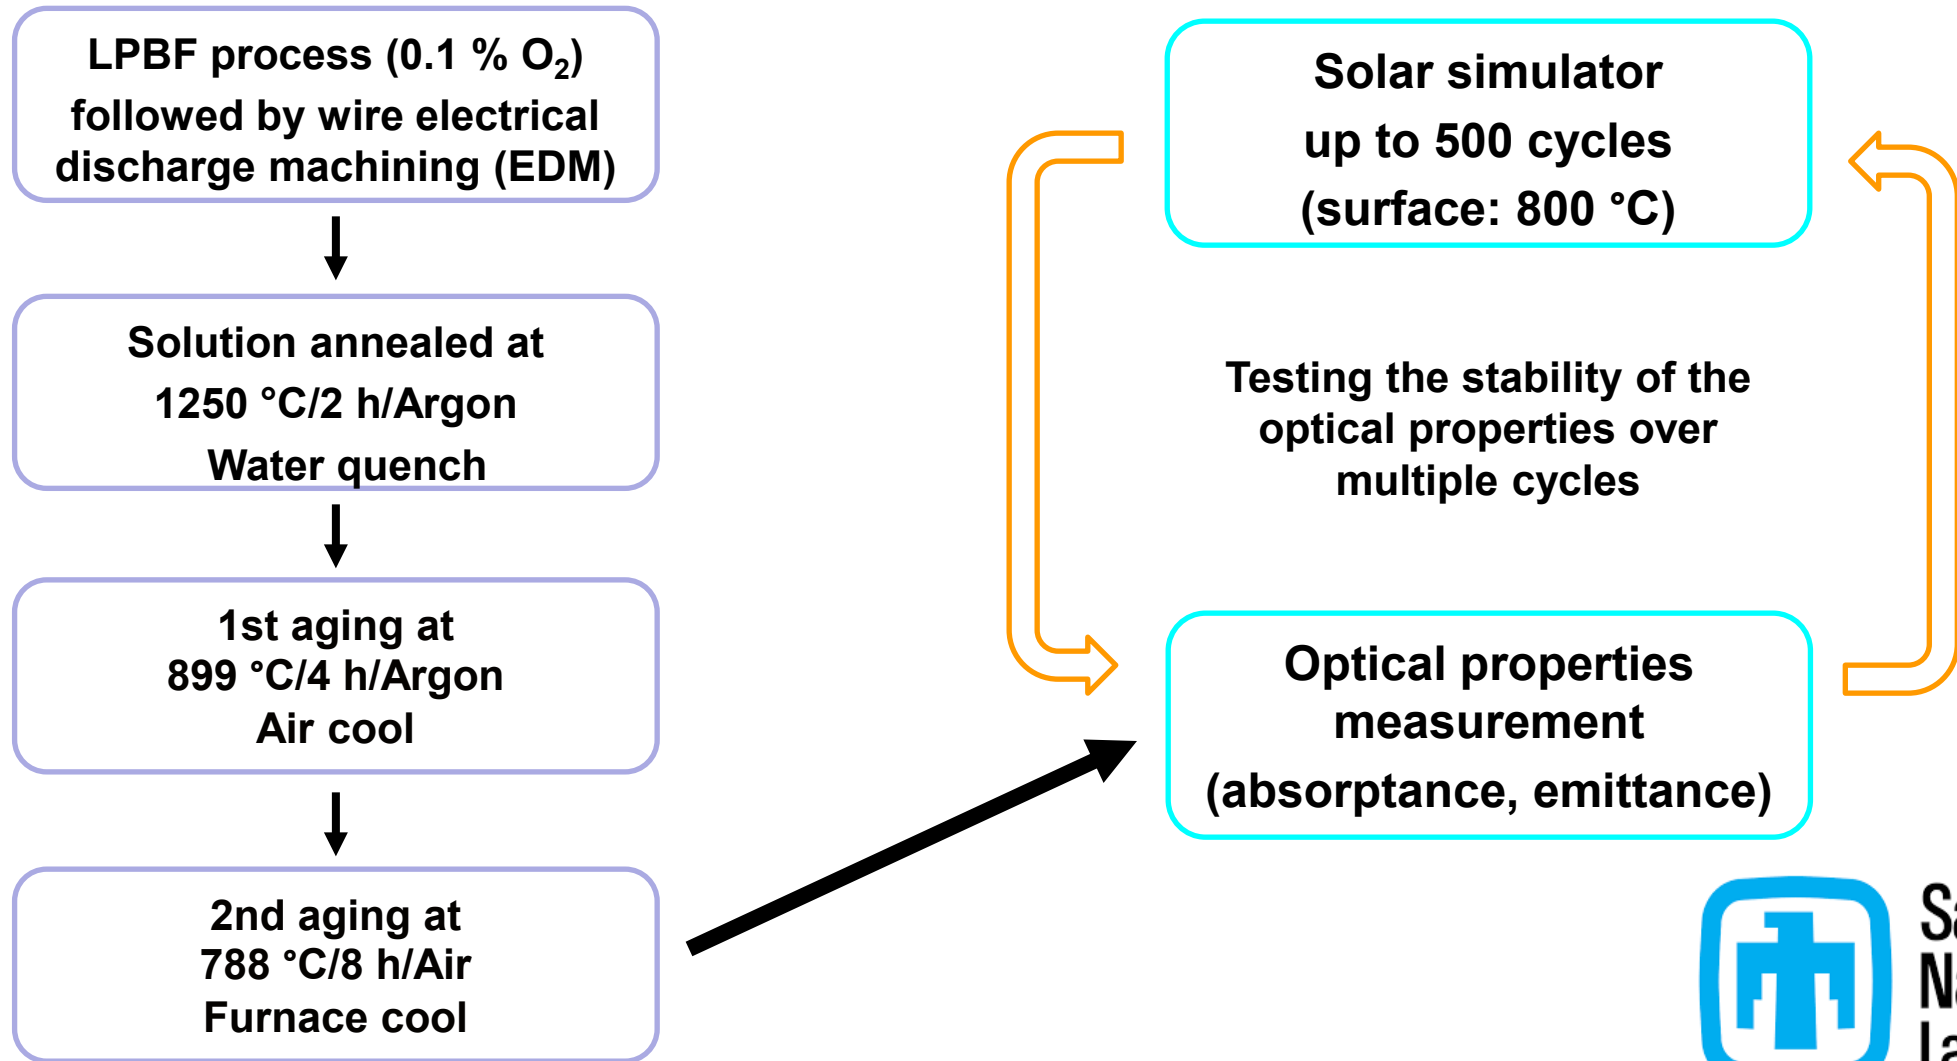 LPBF process (0.1 % O₂)
followed by wire electrical
discharge machining (EDM)
Solution annealed at
1250 °C/2 h/Argon
Water quench
1st aging at
899 °C/4 h/Argon
Air cool
2nd aging at
788 °C/8 h/Air
Furnace cool
Solar simulator
up to 500 cycles
(surface: 800 °C)
Testing the stability of the
optical properties over
multiple cycles
Optical properties
measurement
(absorptance, emittance)